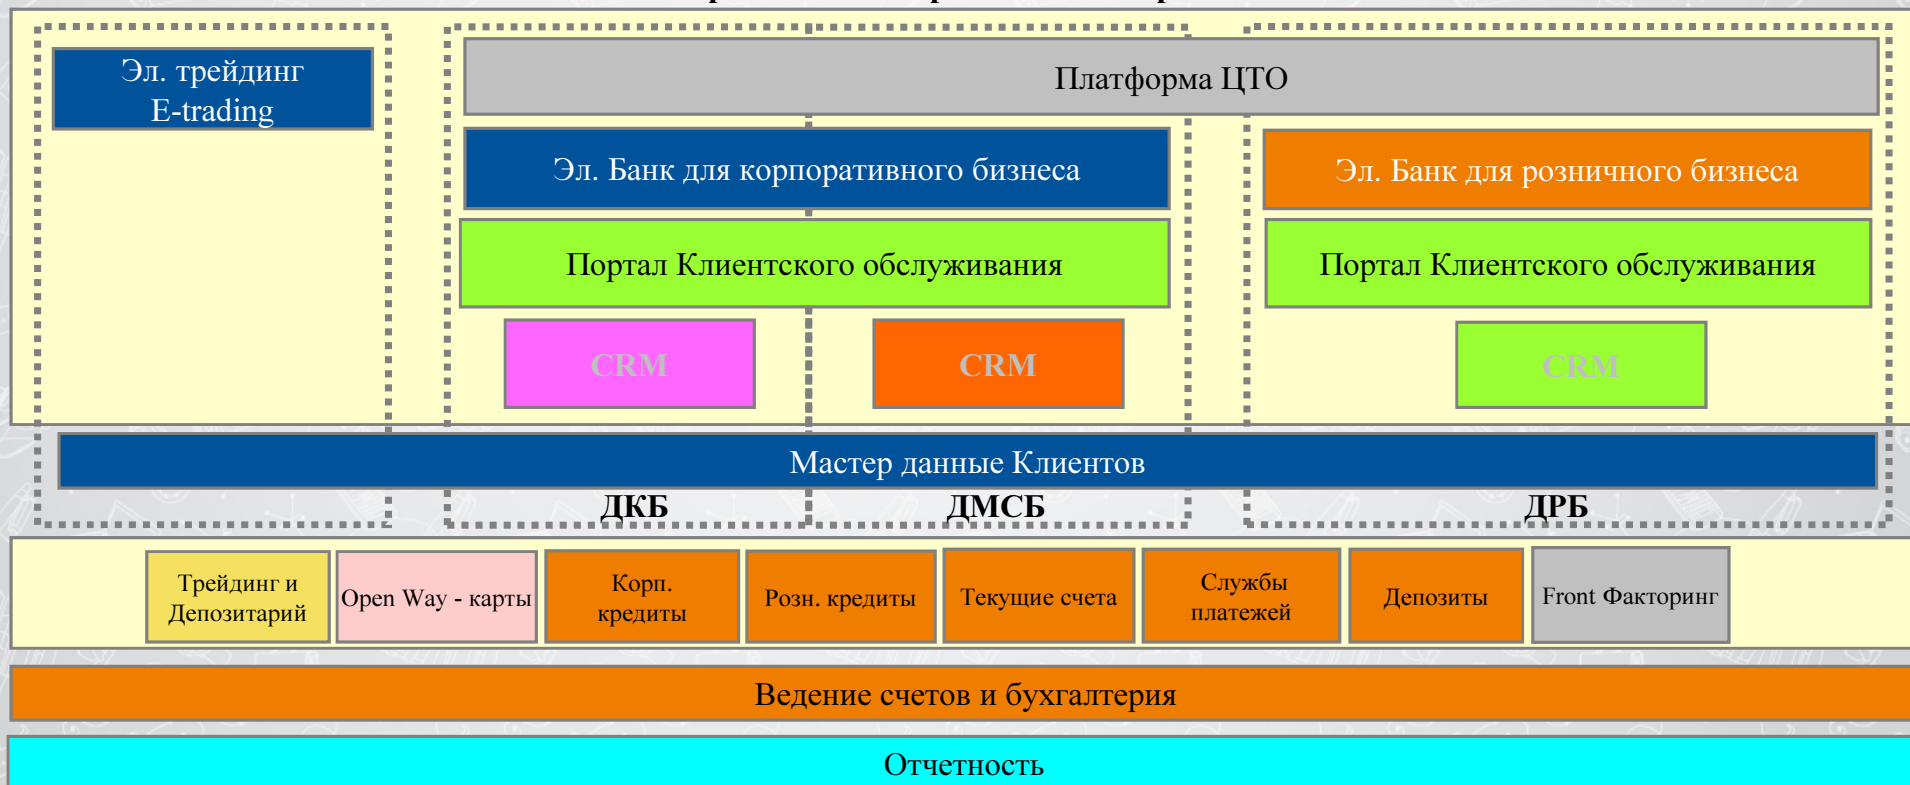 Эл. трейдинг
E-trading
Платформа ЦТО
Эл. Банк для корпоративного бизнеса
Эл. Банк для розничного бизнеса
Портал Клиентского обслуживания
Портал Клиентского обслуживания
CRM
CRM
CRM
Мастер данные Клиентов
ДКБ
ДМСБ
ДРБ
Трейдинг и
Депозитарий
Open Way - карты
Корп.
кредиты
Розн. кредиты
Текущие счета
Службы
платежей
Депозиты
Front Факторинг
Ведение счетов и бухгалтерия
Отчетность